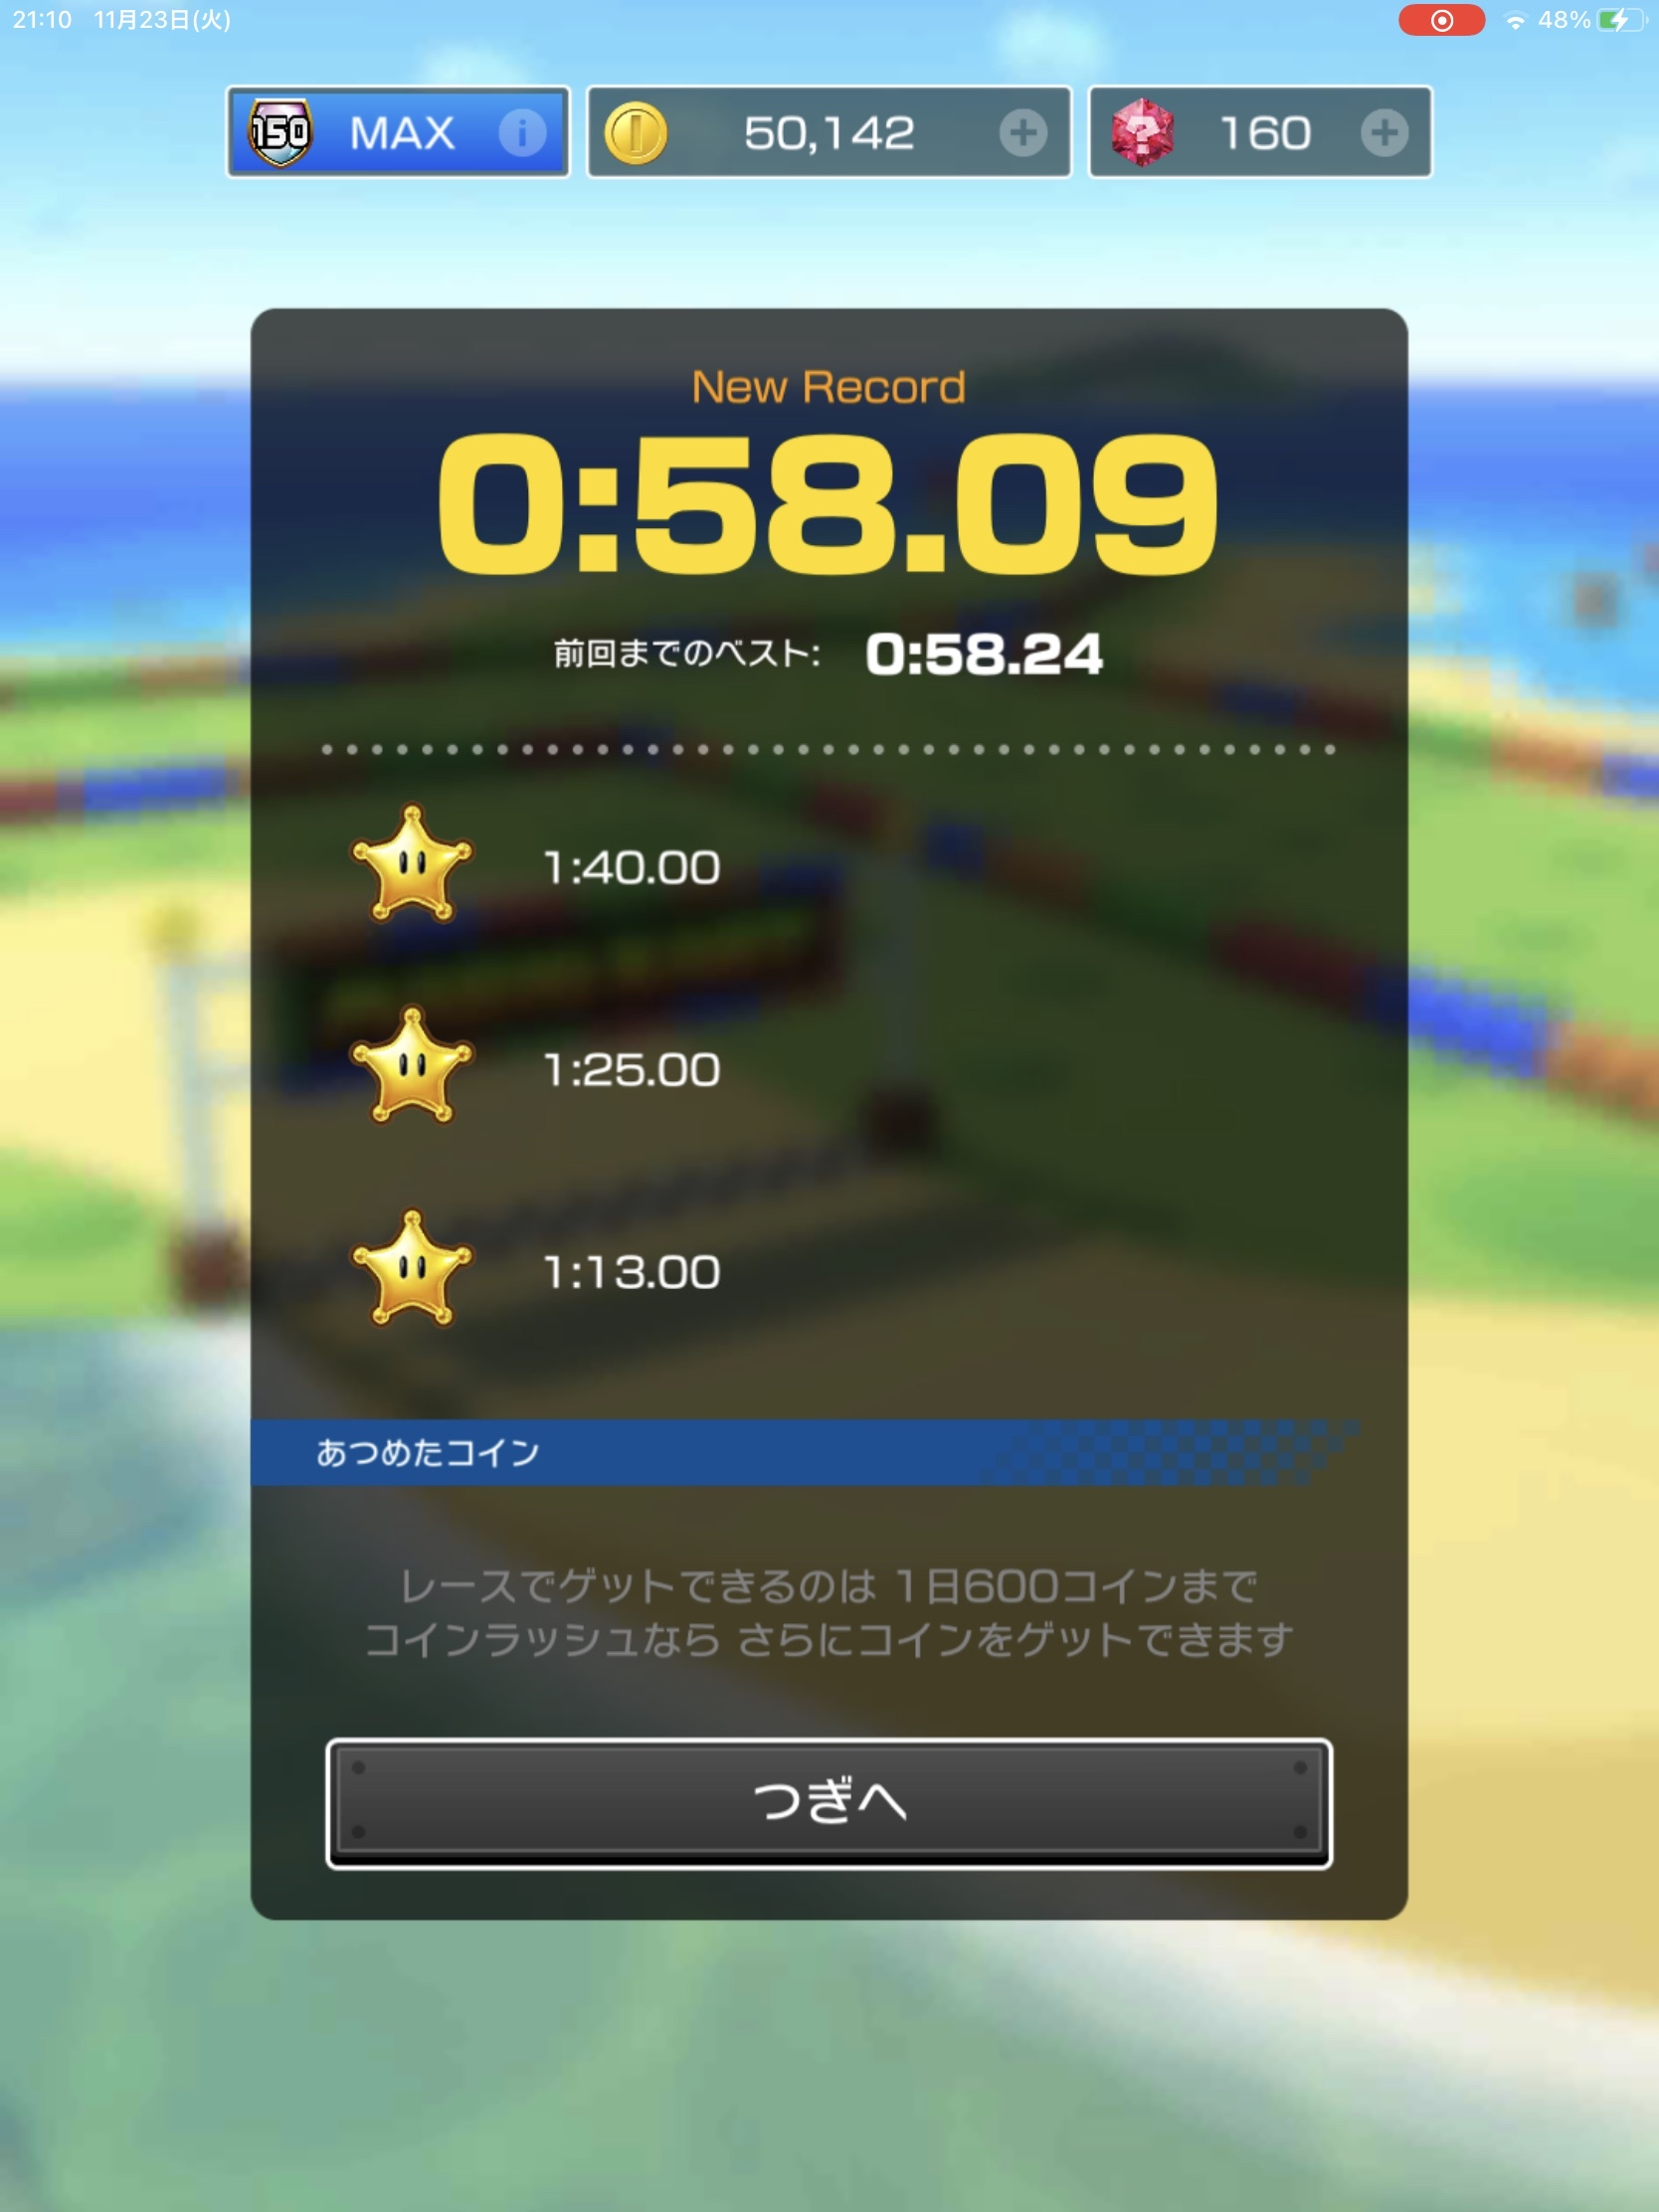 21:10 11月23日(火)
48%
150 MAX i 50,142 + ? 160 +
New Record
0:58.09
前回までのベスト: 0:58.24
1:40.00
1:25.00
1:13.00
あつめたコイン
レースでゲットできるのは 1日600コインまで
コインラッシュなら さらにコインをゲットできます
つぎへ